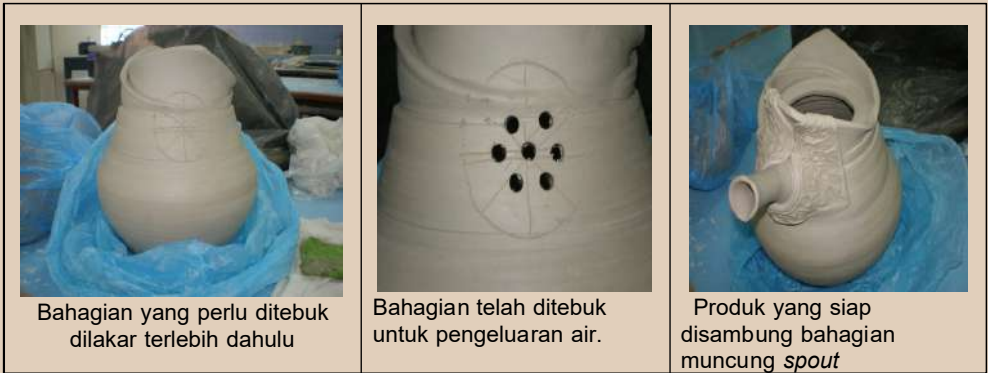 Bahagian yang perlu ditebuk
dilakar terlebih dahulu
Bahagian telah ditebuk
untuk pengeluaran air.
Produk yang siap
disambung bahagian
muncung spout